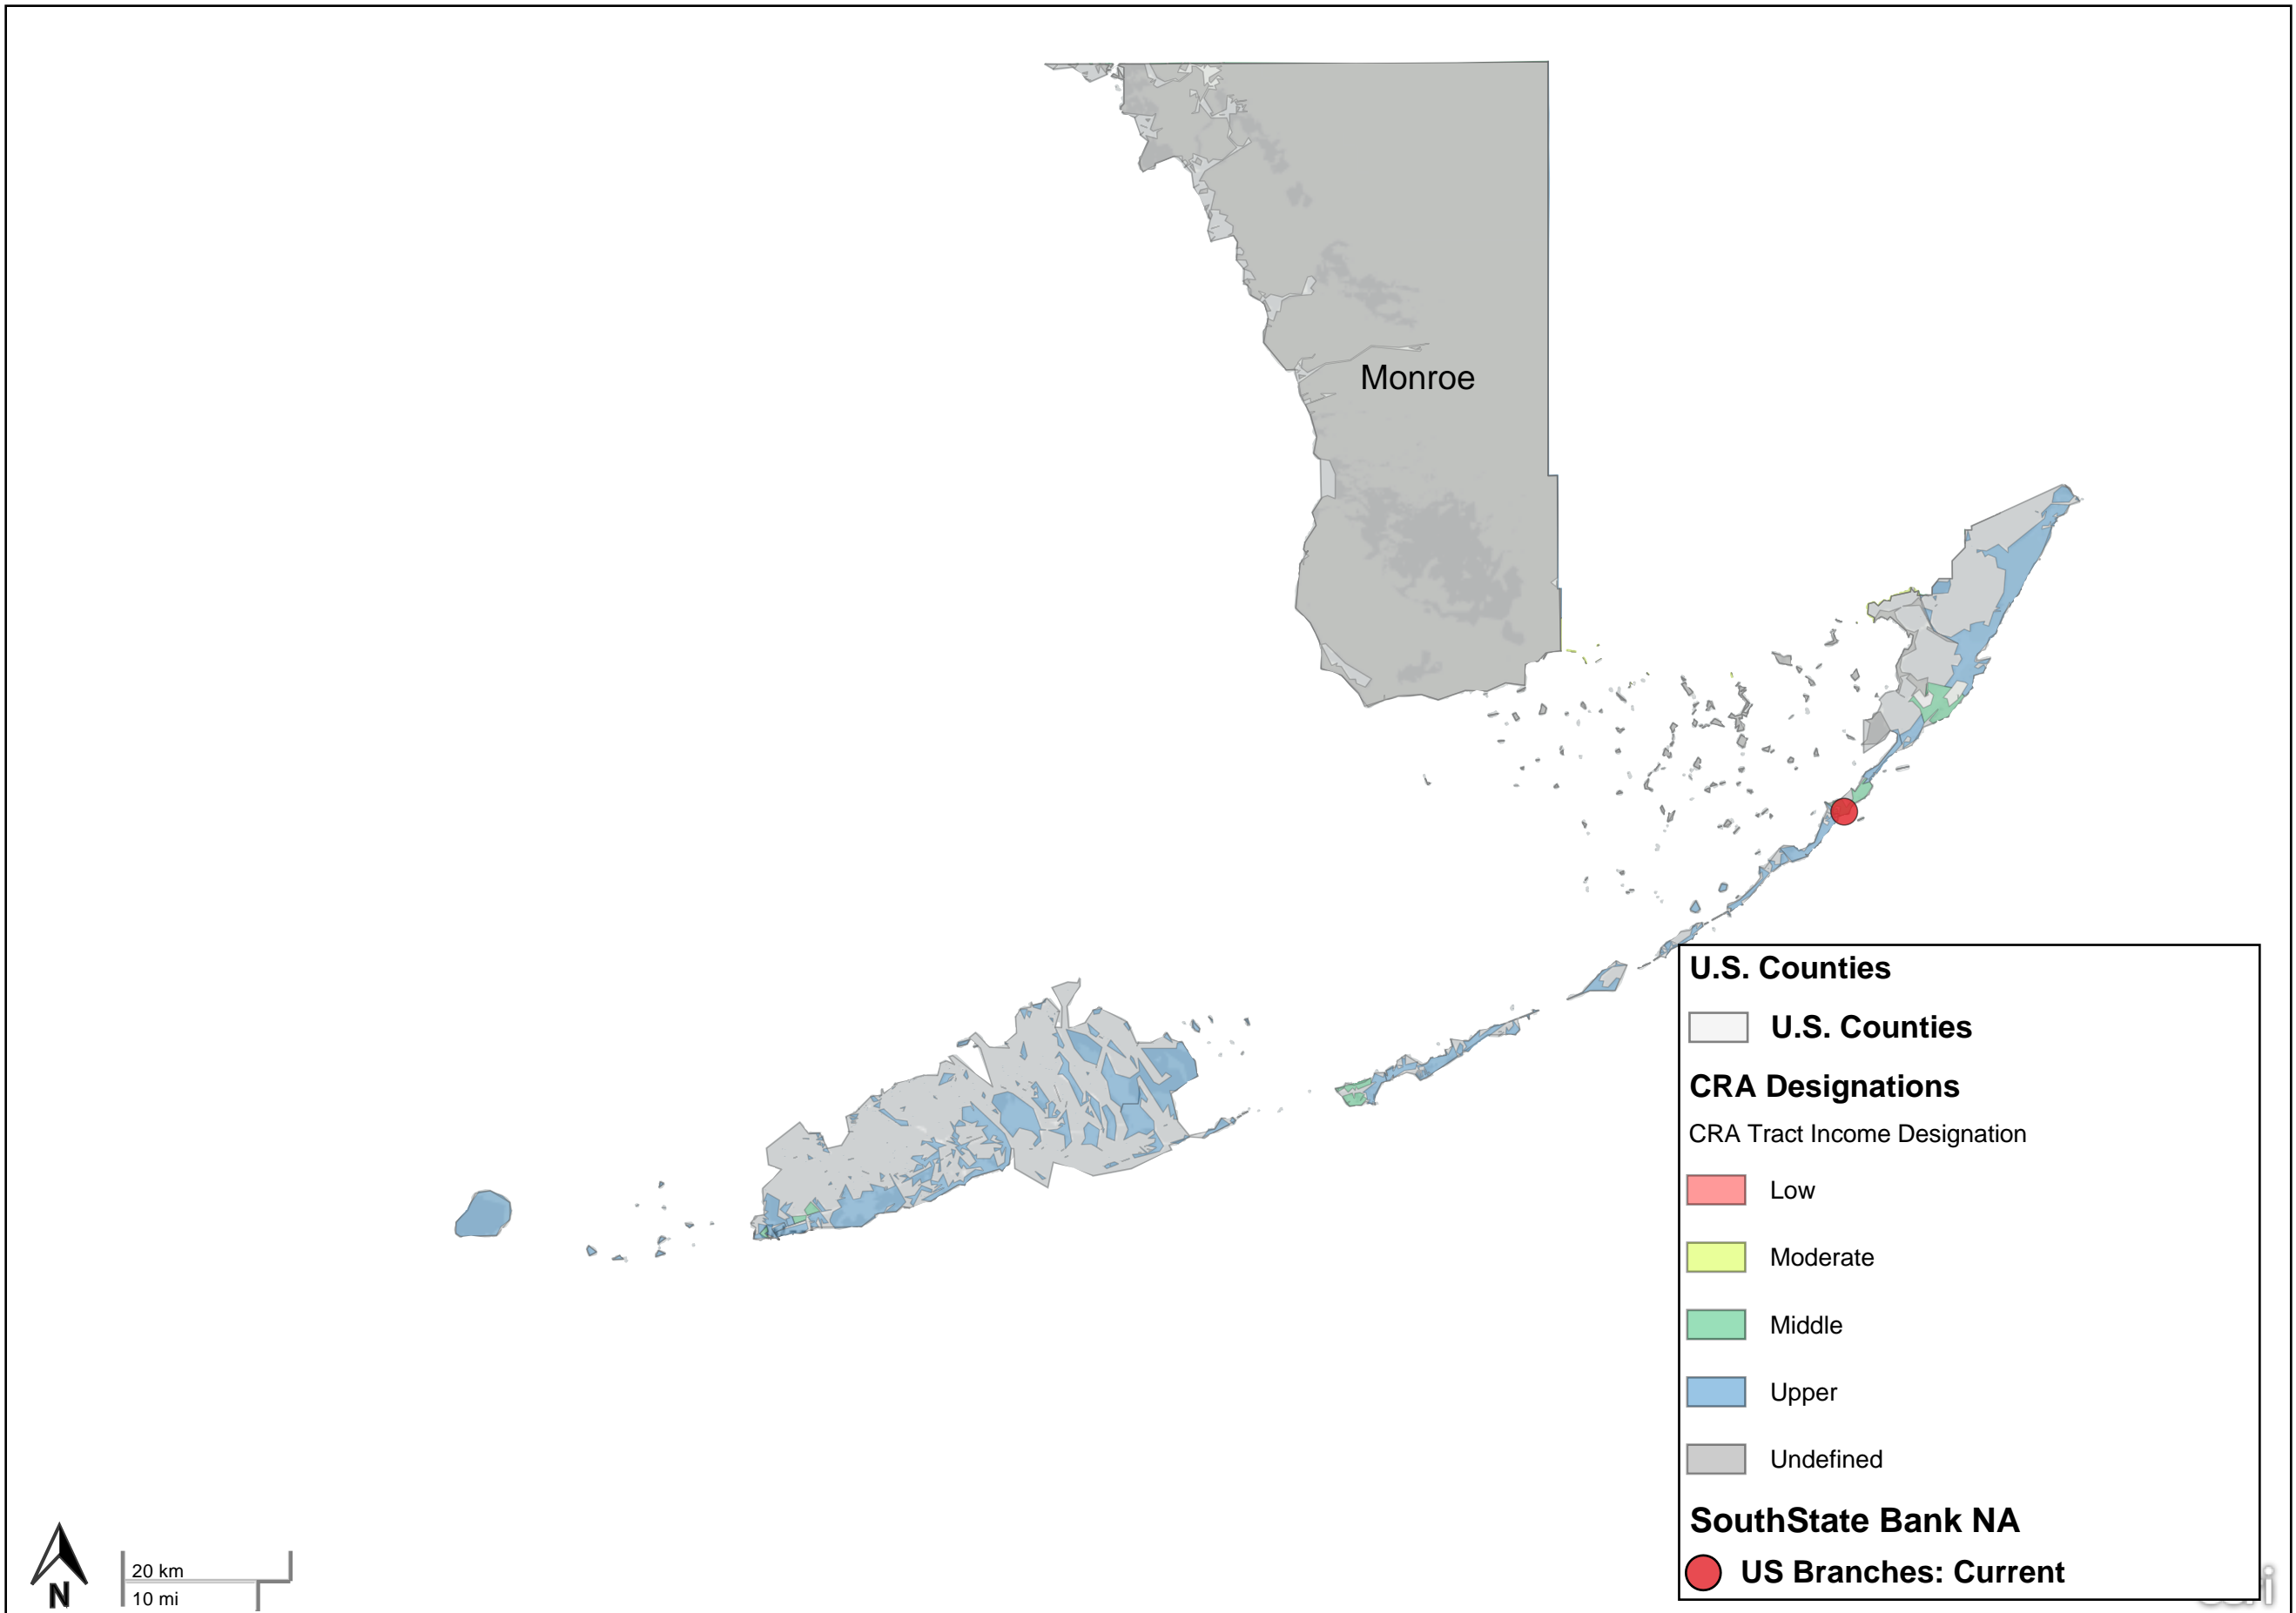 Monroe
U.S. Counties
U.S. Counties
CRA Designations
CRA Tract Income Designation
Low
Moderate
Middle
Upper
Undefined
SouthState Bank NA
US Branches: Current
20 km
10 mi
N